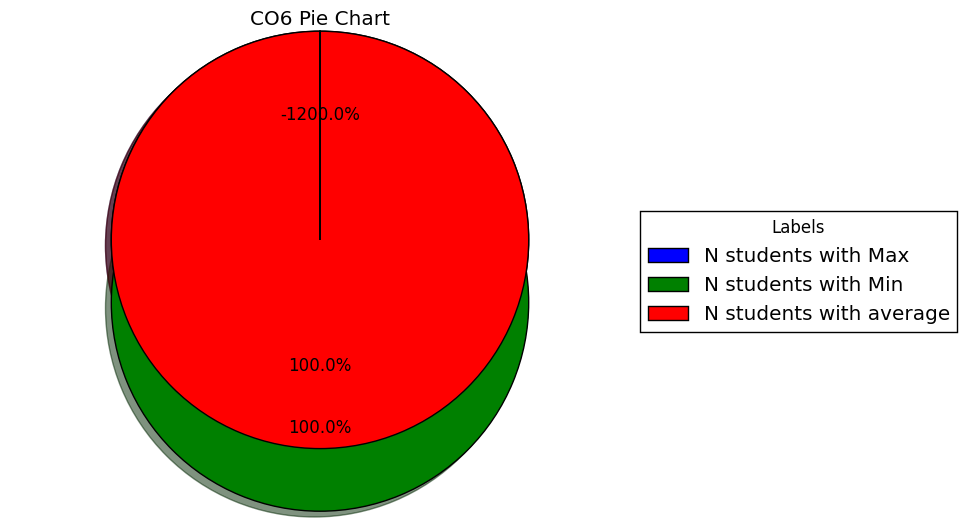 CO6 Pie Chart
-1200.0%
100.0%
100.0%
Labels
N students with Max
N students with Min
N students with average